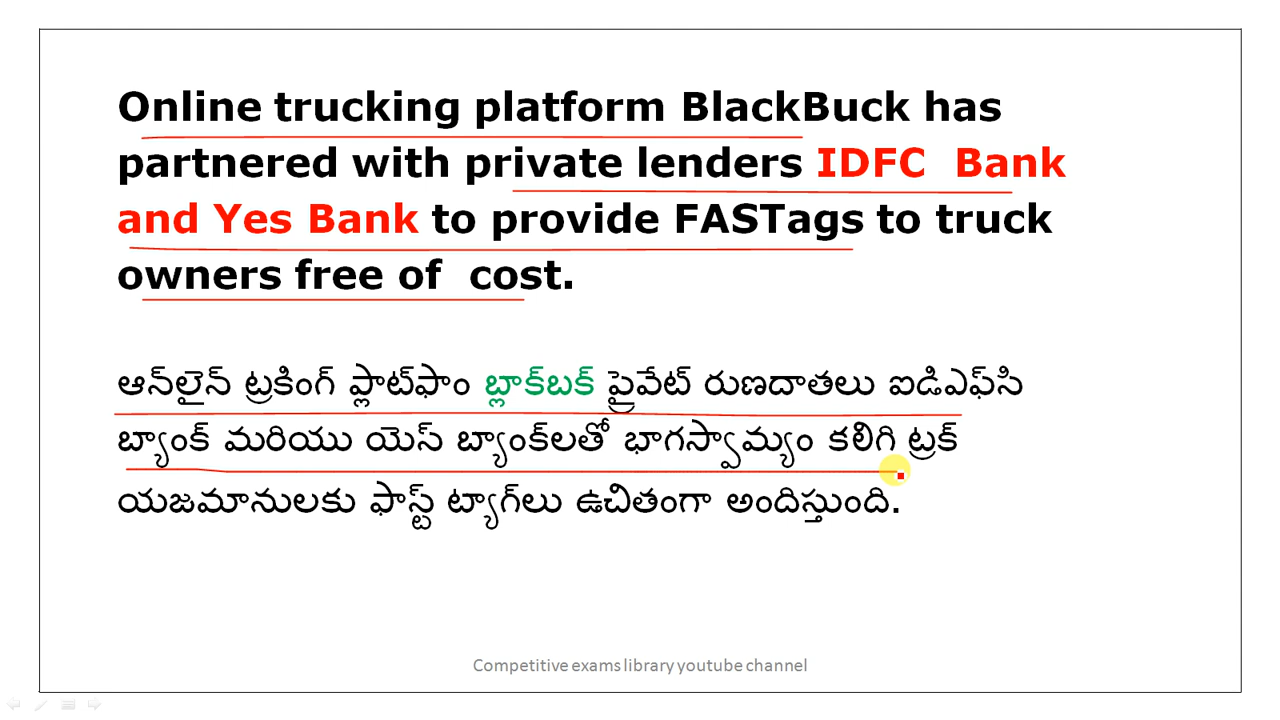 Online trucking platform BlackBuck has
partnered with private lenders IDFC  Bank
and Yes Bank to provide FASTags to truck
owners free of  cost.
ఆన్‌లైన్ ట్రకింగ్ ప్లాట్‌ఫాం బ్లాక్‌బక్ ప్రైవేట్ రుణదాతలు ఐడిఎఫ్‌సి
బ్యాంక్ మరియు యెస్ బ్యాంక్‌లతో భాగస్వామ్యం కలిగి ట్రక్
యజమానులకు ఫాస్ట్ ట్యాగ్‌లు ఉచితంగా అందిస్తుంది.
Competitive exams library youtube channel